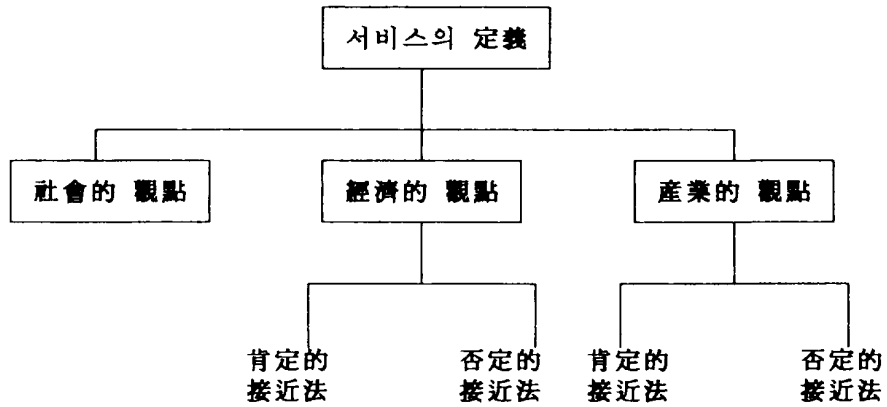 서비스의 定義
社會的 觀點
經濟的 觀點
産業的 觀點
肯定的
接近法
否定的
接近法
肯定的
接近法
否定的
接近法